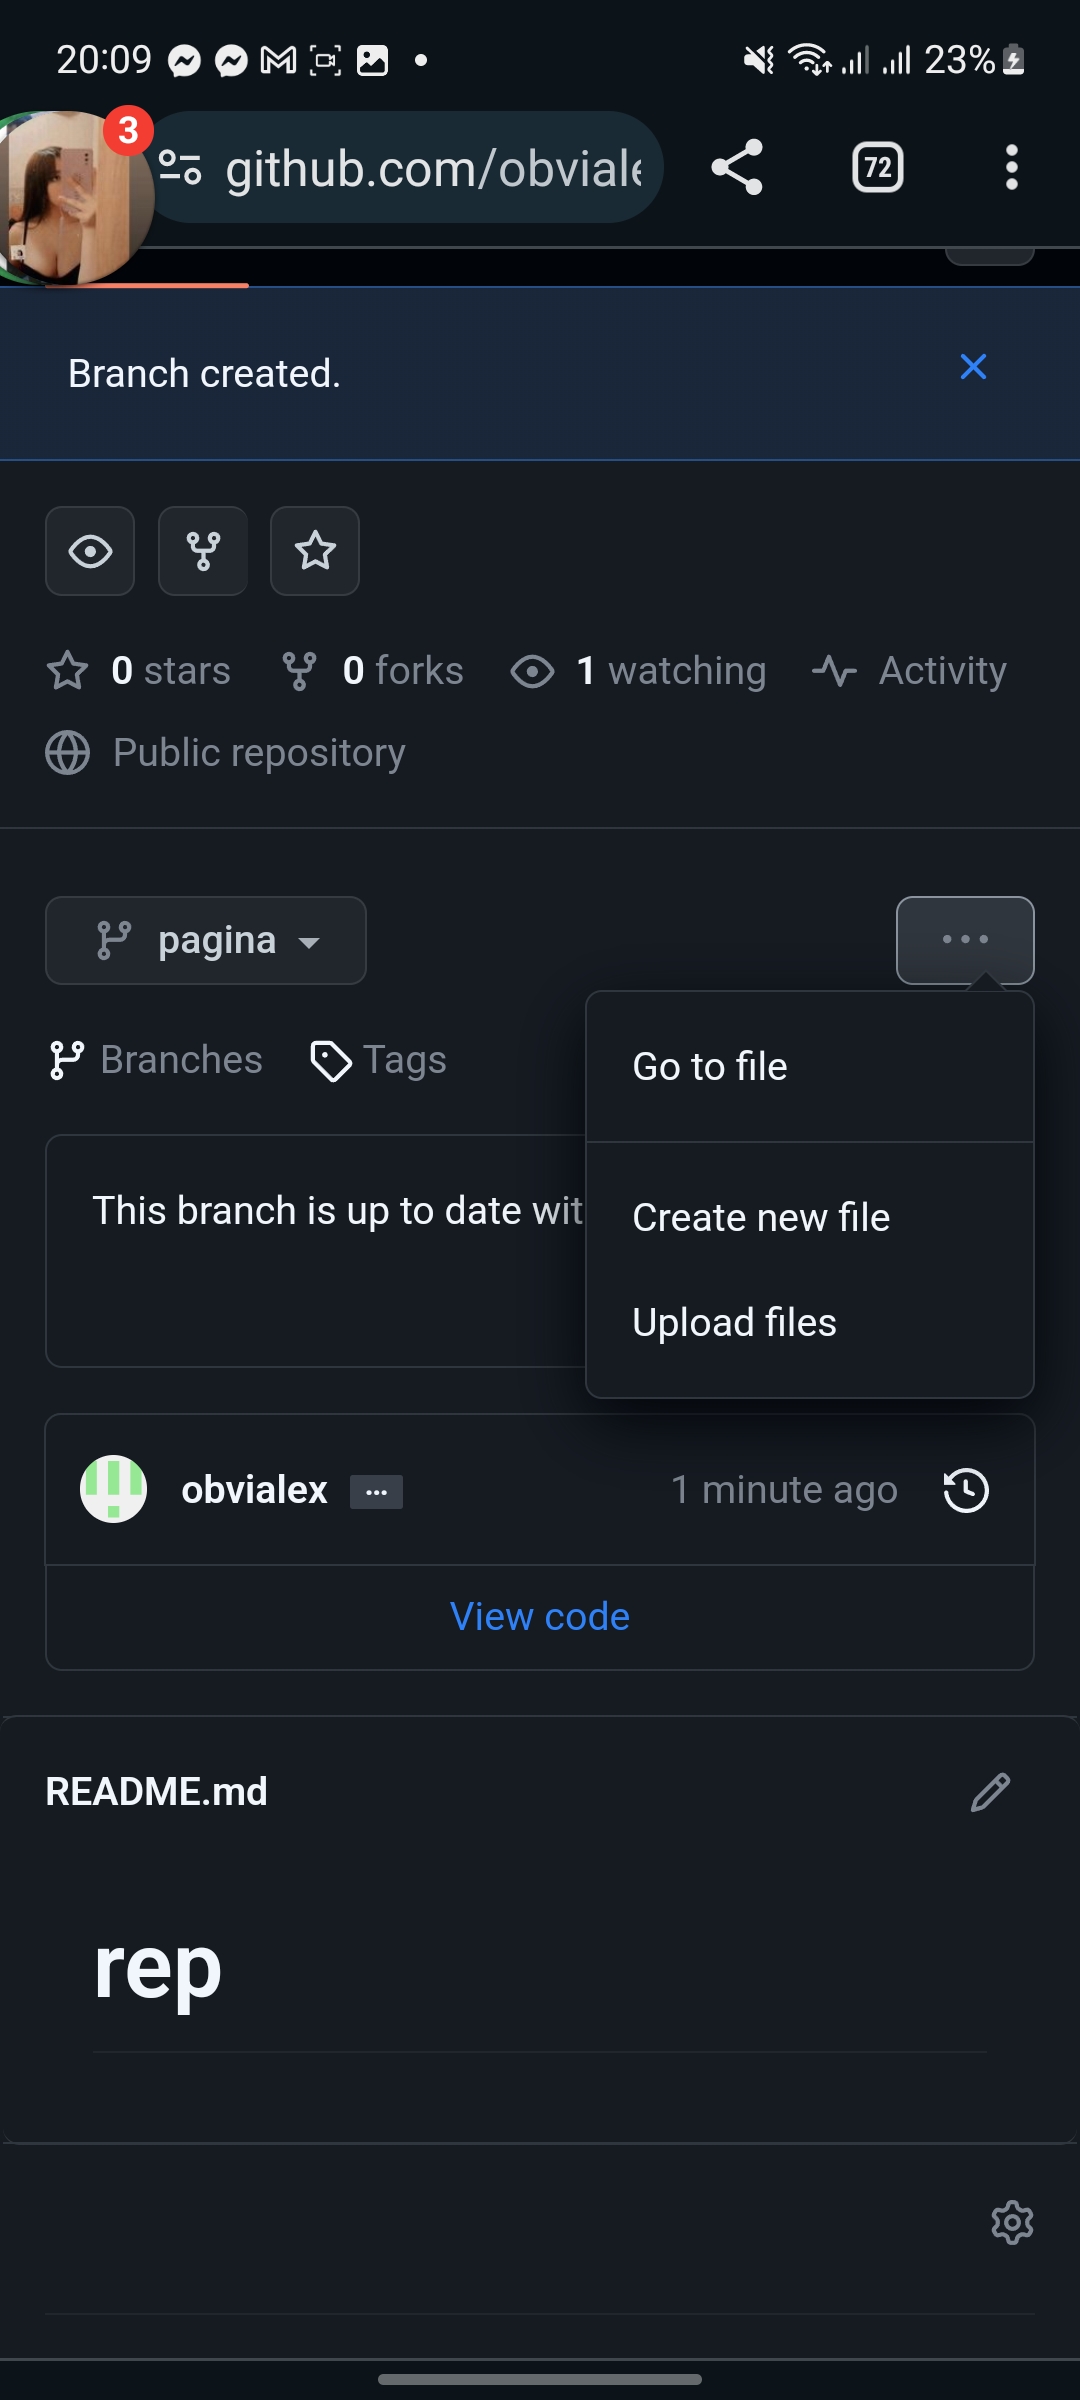 20:09
23%
3
github.com/obviale
72
Branch created.
0 stars
0 forks
1 watching
Activity
Public repository
pagina
Go to file
Branches
Tags
This branch is up to date wit
Create new file
Upload files
obvialex
1 minute ago
View code
README.md
rep